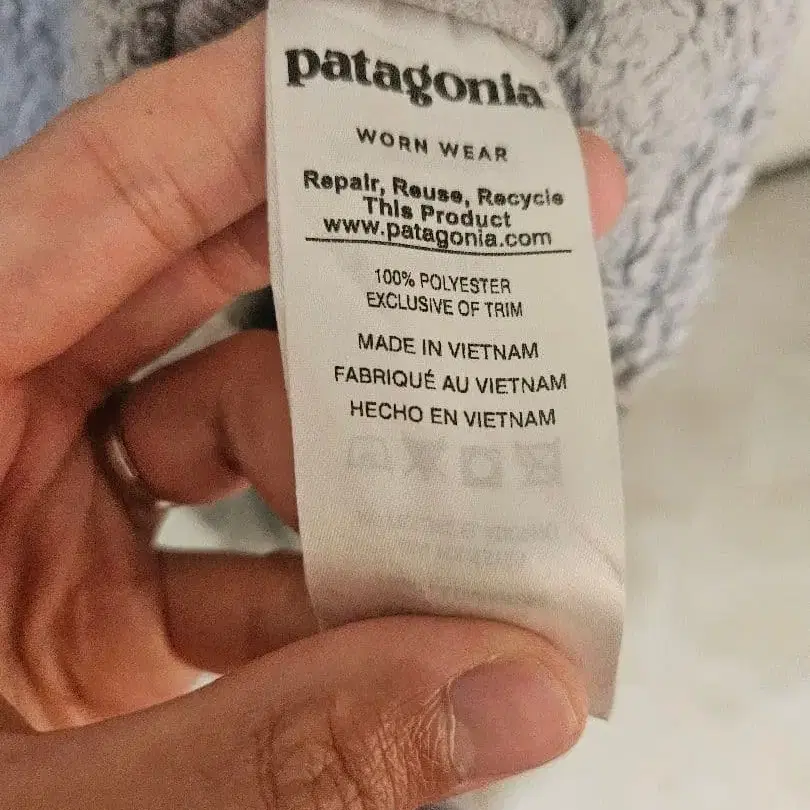 patagonia
WORN WEAR
Repair, Reuse, Recycle
This Product
www.patagonia.com
100% POLYESTER
EXCLUSIVE OF TRIM
MADE IN VIETNAM
FABRIQUÉ AU VIETNAM
HECHO EN VIETNAM